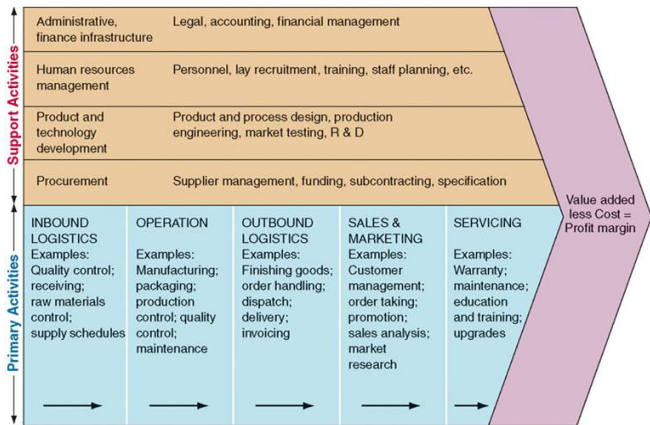 Support Activities
Administrative,
finance infrastructure
Legal, accounting, financial management
Human resources
management
Personnel, lay recruitment, training, staff planning, etc.
Product and
technology
development
Product and process design, production
engineering, market testing, R & D
Procurement
Supplier management, funding, subcontracting, specification
Primary Activities
INBOUND
LOGISTICS
Examples:
Quality control;
receiving;
raw materials
control;
supply schedules
OPERATION
Examples:
Manufacturing;
packaging;
production
control; quality
control;
maintenance
OUTBOUND
LOGISTICS
Examples:
Finishing goods;
order handling;
dispatch;
delivery;
invoicing
SALES &
MARKETING
Examples:
Customer
management;
order taking;
promotion;
sales analysis;
market
research
SERVICING
Examples:
Warranty;
maintenance;
education
and training;
upgrades
Value added
less Cost =
Profit margin